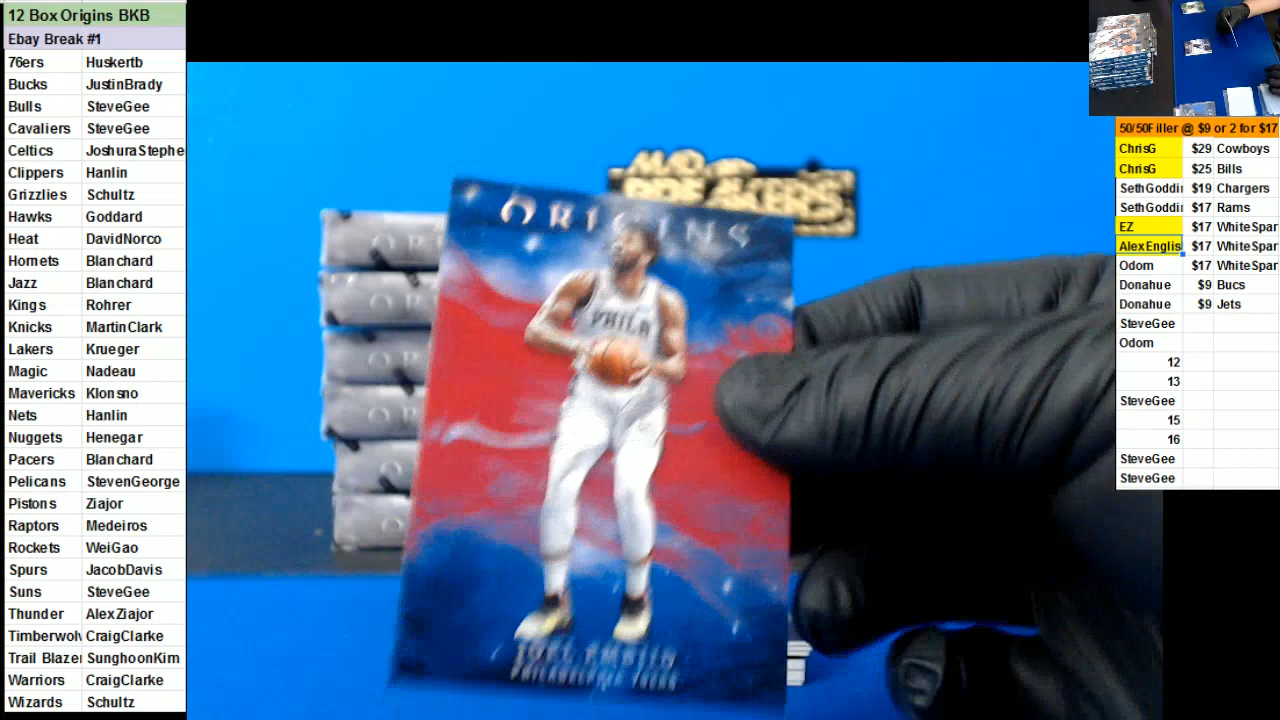 12 Box Origins BKB
Ebay Break #1
76ers Huskertb
Bucks JustinBrady
Bulls SteveGee
Cavaliers SteveGee
Celtics JoshuraStephe
Clippers Hanlin
Grizzlies Schultz
Hawks Goddard
Heat DavidNorco
Hornets Blanchard
Jazz Blanchard
Kings Rohrer
Knicks MartinClark
Lakers Krueger
Magic Nadeau
Mavericks Klonsno
Nets Hanlin
Nuggets Henegar
Pacers Blanchard
Pelicans StevenGeorge
Pistons Ziajor
Raptors Medeiros
Rockets WeiGao
Spurs JacobDavis
Suns SteveGee
Thunder AlexZiajor
Timberwolv CraigClarke
Trail Blazer SunghoonKim
Warriors CraigClarke
Wizards Schultz
ORIGINS
PHILA
JOEL EMBIID
PHILADELPHIA 76ERS
50/50Filler @ $9 or 2 for $17
ChrisG $29 Cowboys
ChrisG $25 Bills
SethGoddi $19 Chargers
SethGoddi $17 Rams
EZ $17 WhiteSpar
AlexEnglis $17 WhiteSpar
Odom $17 WhiteSpar
Donahue $9 Bucs
Donahue $9 Jets
SteveGee
Odom
12
13
SteveGee
15
16
SteveGee
SteveGee